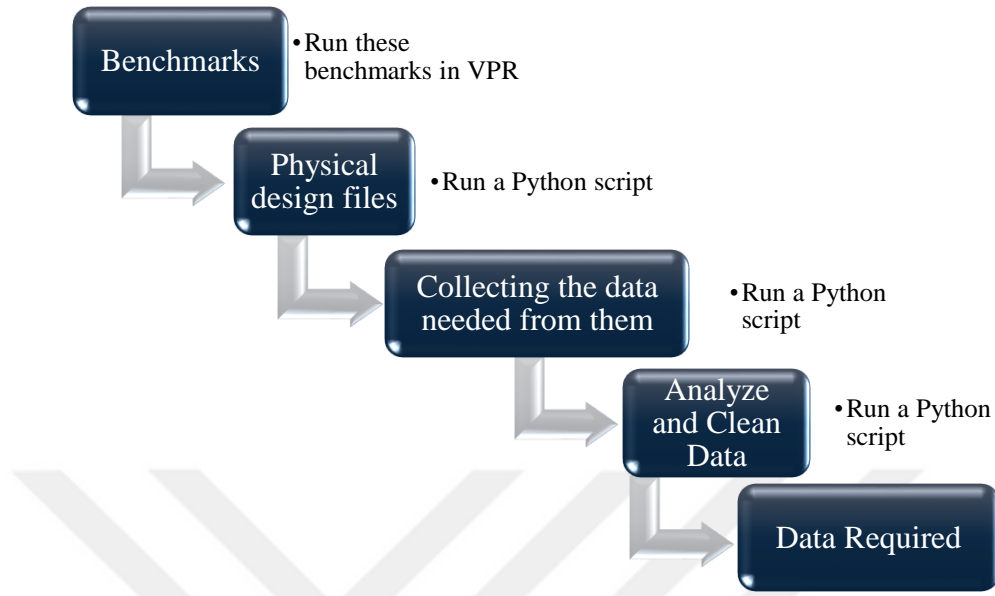 Benchmarks
•Run these
benchmarks in VPR
Physical
design files
•Run a Python script
Collecting the data
needed from them
•Run a Python
script
Analyze
and Clean
Data
•Run a Python
script
Data Required